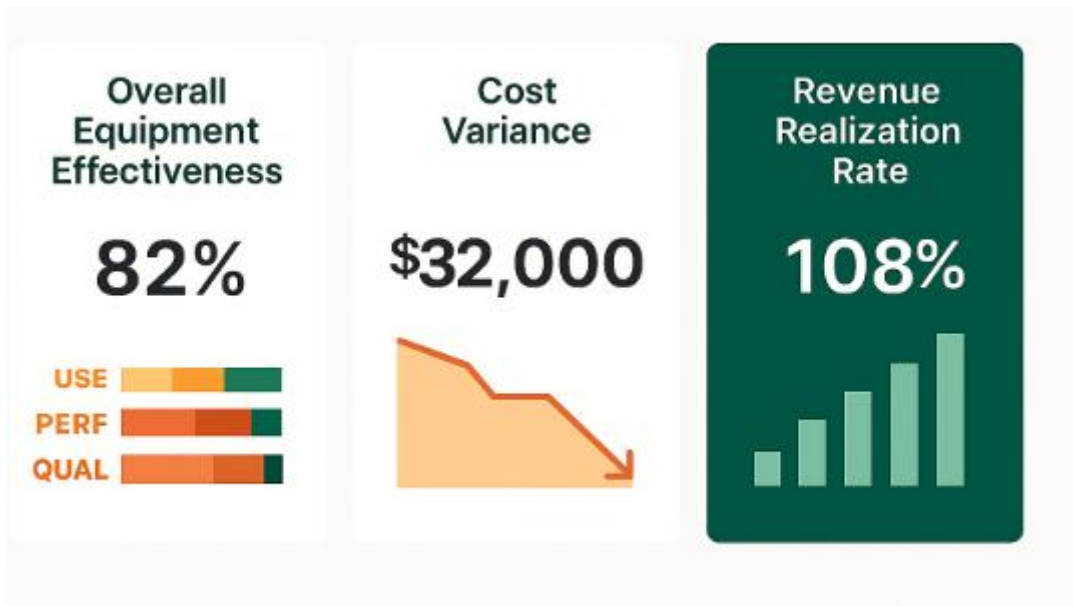 Overall
Equipment
Effectiveness
82%
USE
PERF
QUAL
Cost
Variance
$32,000
Revenue
Realization
Rate
108%